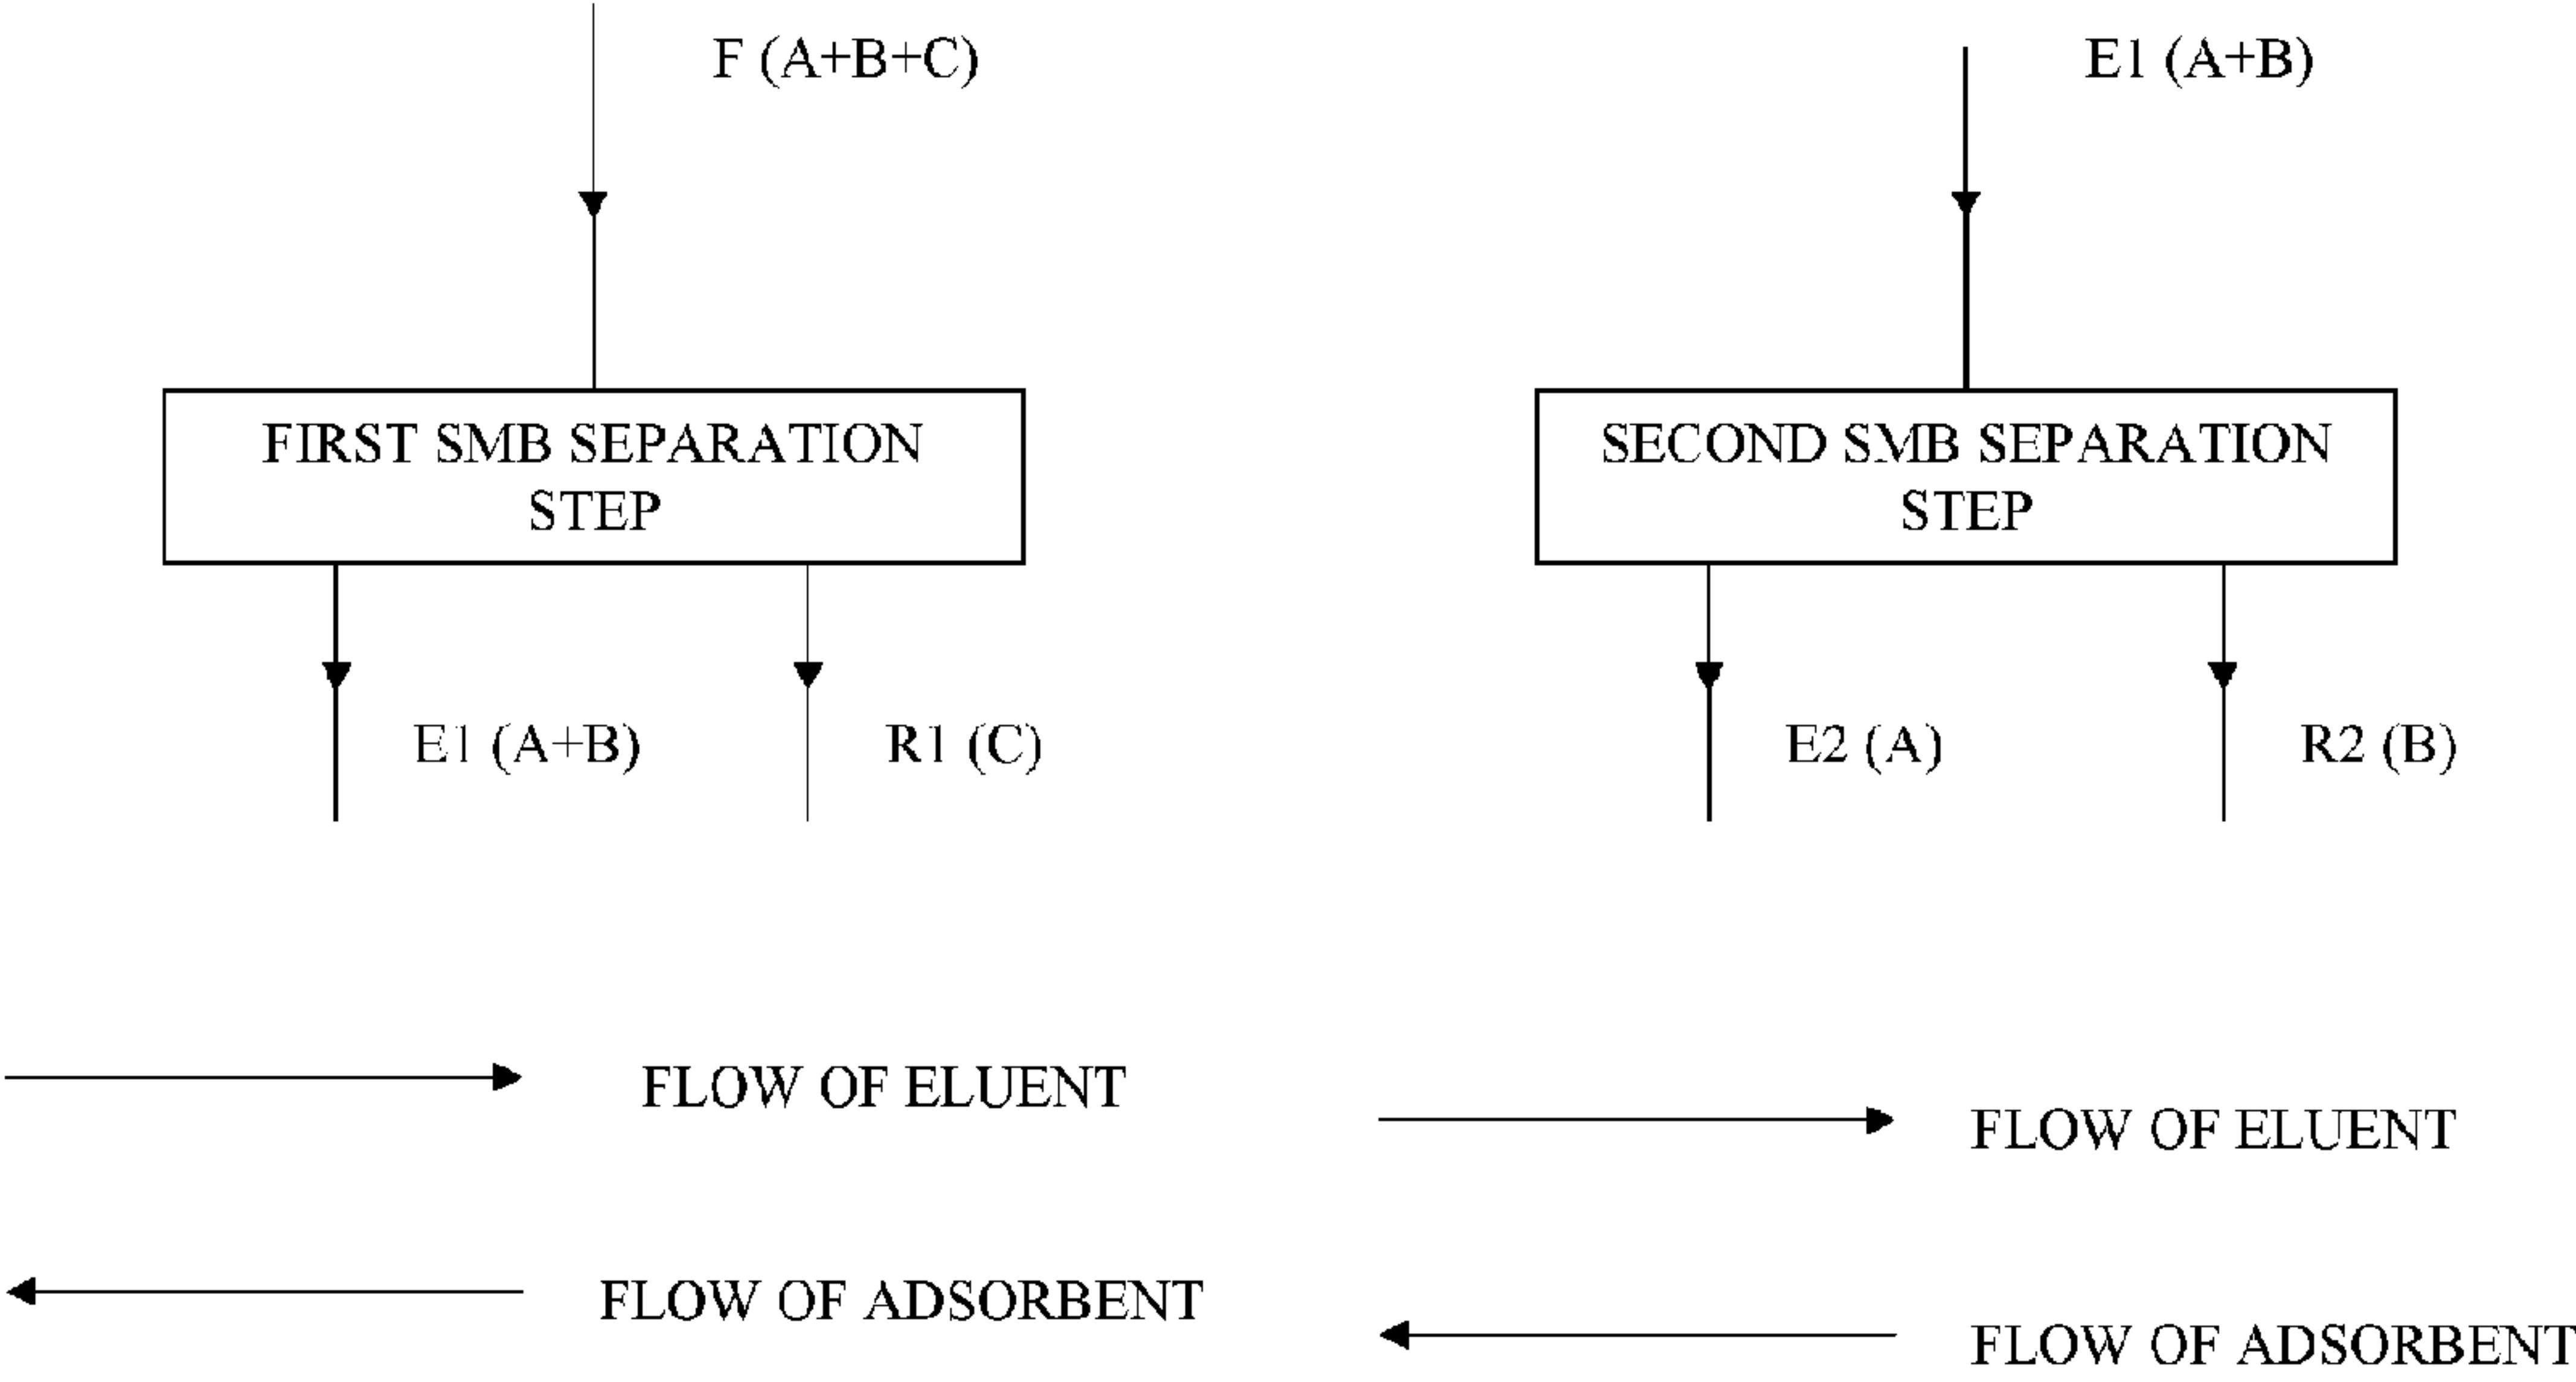 F (A+B+C)
FIRST SMB SEPARATION
STEP
E1 (A+B)
R1 (C)
FLOW OF ELUENT
FLOW OF ADSORBENT
E1 (A+B)
SECOND SMB SEPARATION
STEP
E2 (A)
R2 (B)
FLOW OF ELUENT
FLOW OF ADSORBENT